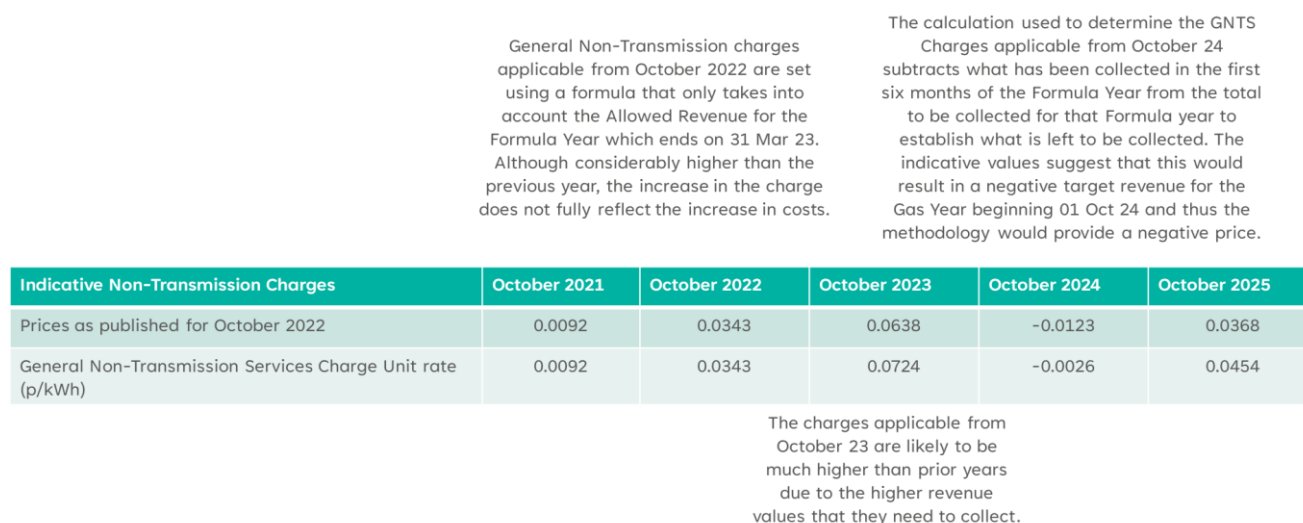 General Non-Transmission charges
applicable from October 2022 are set
using a formula that only takes into
account the Allowed Revenue for the
Formula Year which ends on 31 Mar 23.
Although considerably higher than the
previous year, the increase in the charge
does not fully reflect the increase in costs.
The calculation used to determine the GNTS
Charges applicable from October 24
subtracts what has been collected in the first
six months of the Formula Year from the total
to be collected for that Formula year to
establish what is left to be collected. The
indicative values suggest that this would
result in a negative target revenue for the
Gas Year beginning 01 Oct 24 and thus the
methodology would provide a negative price.
Indicative Non-Transmission Charges October 2021 October 2022 October 2023 October 2024 October 2025
Prices as published for October 2022 0.0092 0.0343 0.0638 -0.0123 0.0368
General Non-Transmission Services Charge Unit rate 0.0092 0.0343 0.0724 -0.0026 0.0454
(p/kWh)
The charges applicable from
October 23 are likely to be
much higher than prior years
due to the higher revenue
values that they need to collect.